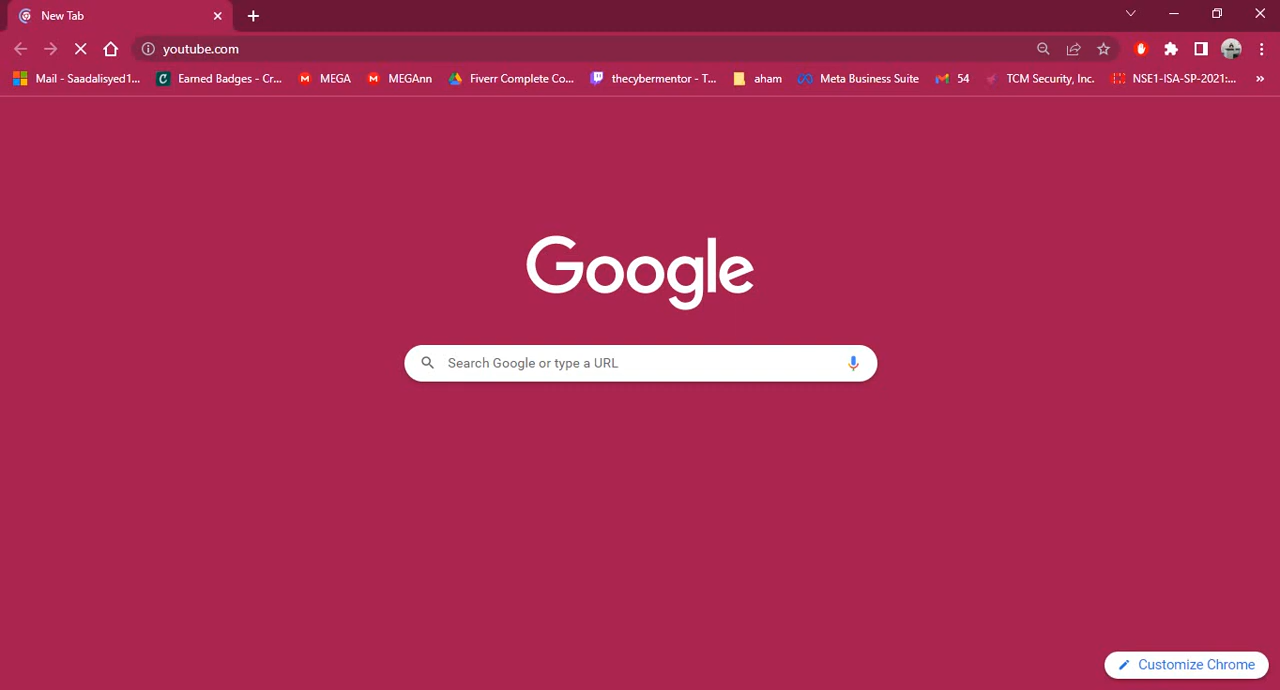 New Tab
youtube.com
Mail - Saadalisyed1... Earned Badges - Cr... MEGA MEGAnn Fiverr Complete Co... thecybermentor - T... aham Meta Business Suite 54 TCM Security, Inc. NSE1-ISA-SP-2021:... »
Google
Search Google or type a URL
Customize Chrome